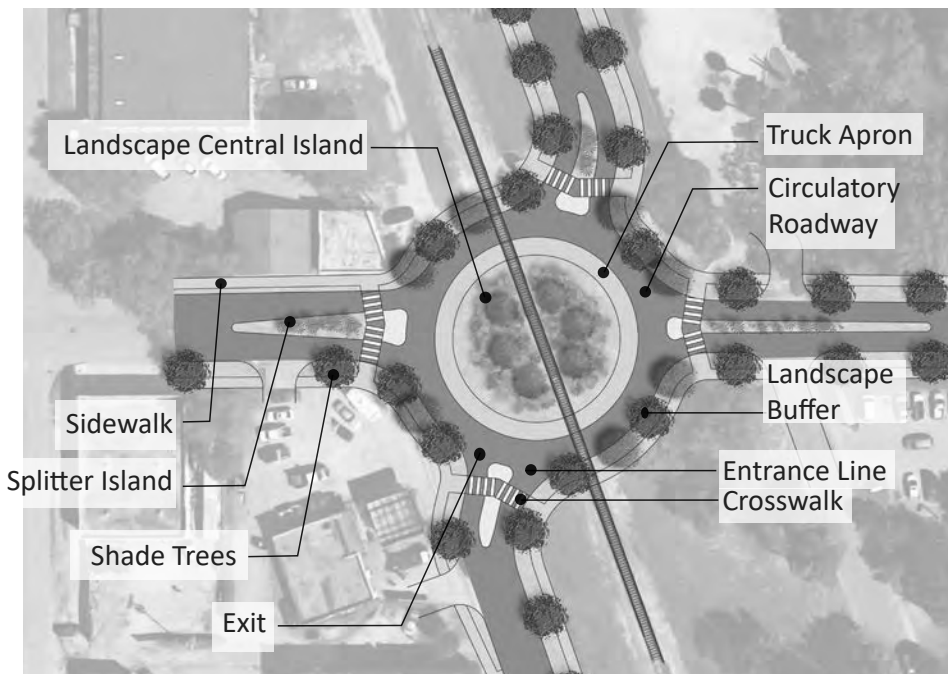 Landscape Central Island
Truck Apron
Circulatory
Roadway
Landscape
Buffer
Sidewalk
Splitter Island
Entrance Line
Crosswalk
Shade Trees
Exit